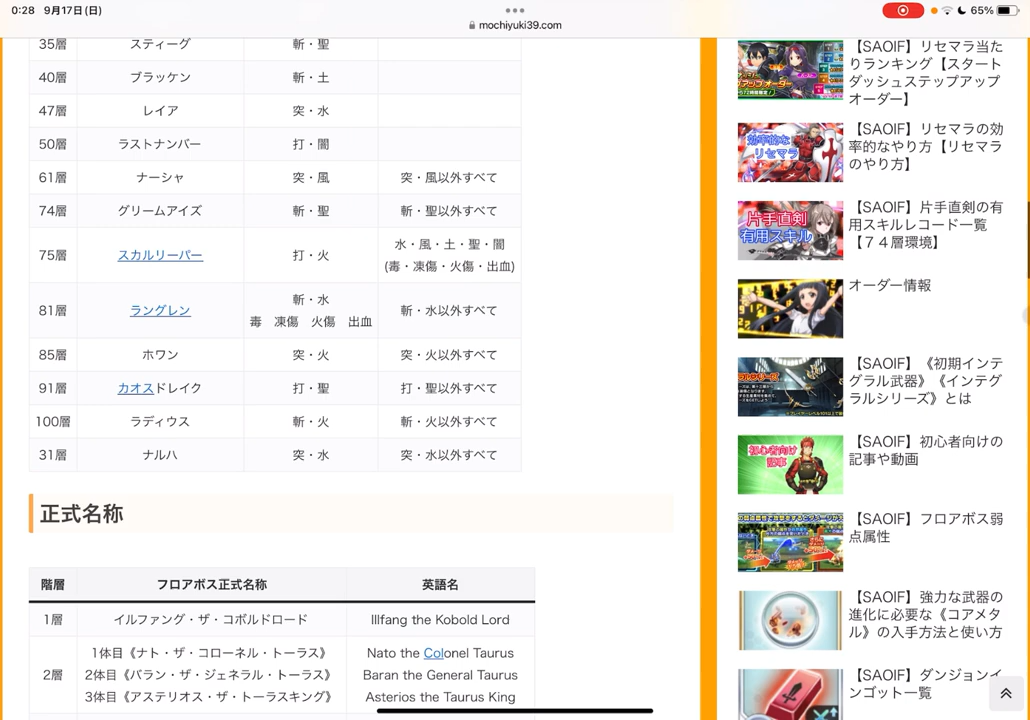 0:28 9月17日(日)
65%
mochiyuki39.com
35層 スティーグ 斬・聖
40層 ブラッケン 斬・土
47層 レイア 突・水
50層 ラストナンバー 打・闇
61層 ナーシャ 突・風 突・風以外すべて
74層 グリームアイズ 斬・聖 斬・聖以外すべて
75層 スカルリーパー 打・火 水・風・土・聖・闇
(毒・凍傷・火傷・出血)
81層 ラングレン 斬・水 斬・水以外すべて
毒 凍傷 火傷 出血
85層 ホワン 突・火 突・火以外すべて
91層 カオスドレイク 打・聖 打・聖以外すべて
100層 ラディウス 斬・火 斬・火以外すべて
31層 ナルハ 突・水 突・水以外すべて
正式名称
階層 フロアボス正式名称 英語名
1層 イルファング・ザ・コボルドロード Illfang the Kobold Lord
2層 1体目《ナト・ザ・コローネル・トーラス》 Nato the Colonel Taurus
2体目《バラン・ザ・ジェネラル・トーラス》 Baran the General Taurus
3体目《アステリオス・ザ・トーラスキング》 Asterios the Taurus King
【SAOIF】リセマラ当た
りランキング【スタート
ダッシュステップアップ
オーダー】
【SAOIF】リセマラの効
率的なやり方【リセマラ
のやり方】
効率的な
リセマラ
【SAOIF】片手直剣の有
用スキルレコード一覧
【７４層環境】
片手直剣
有用スキル
オーダー情報
【SAOIF】《初期インテ
グラル武器》《インテグ
ラルシリーズ》とは
【SAOIF】初心者向けの
記事や動画
初心者向け
【SAOIF】フロアボス弱
点属性
【SAOIF】強力な武器の
進化に必要な《コアメタ
ル》の入手方法と使い方
【SAOIF】ダンジョンイ
ンゴット一覧